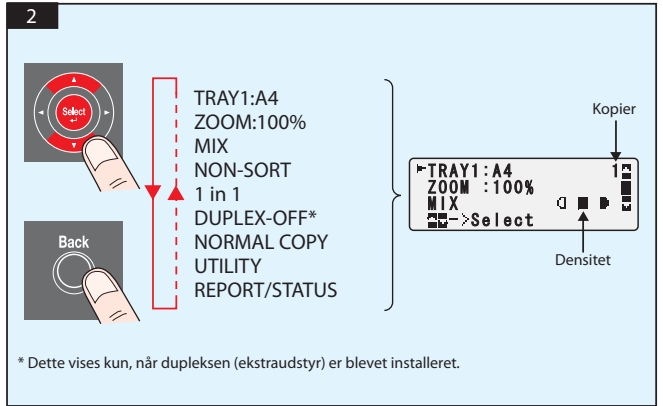 2
Select
Back
TRAY1:A4
ZOOM:100%
MIX
NON-SORT
1 in 1
DUPLEX-OFF*
NORMAL COPY
UTILITY
REPORT/STATUS
Kopier
TRAY1:A4 1
ZOOM :100%
MIX
->Select
Densitet
* Dette vises kun, når dupleksen (ekstraudstyr) er blevet installeret.